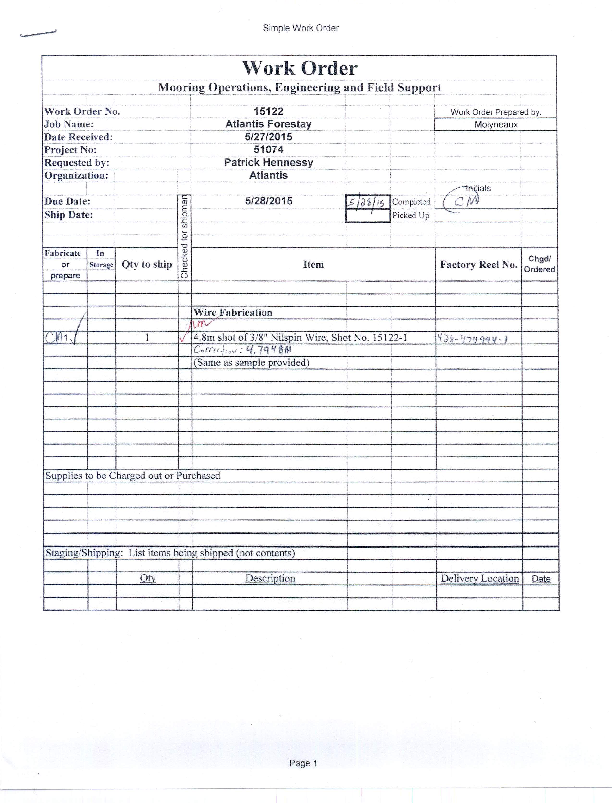 Simple Work Order
Work Order
Mooring Operations, Engineering and Field Support
Work Order No. 15122 Work Order Prepared by:
Job Name: Atlantis Forestay Molyneaux
Date Received: 5/27/2015
Project No: 51074
Requested by: Patrick Hennessy
Organization: Atlantis
Initials
Due Date: 5/28/2015 5/28/15 Completed CM
Ship Date: Picked Up
Fabricate or prepare In Storage Qty to ship Checked for shipmen Item Factory Reel No. Chgd/ Ordered
Wire Fabrication
CM 1 ✓ 4.8m shot of 3/8" Nilspin Wire, Shot No. 15122-1
: 4.7948M
(Same as sample provided)
Supplies to be Charged out or Purchased
Staging/Shipping: List items being shipped (not contents)
Qty Description Delivery Location Date
Page 1